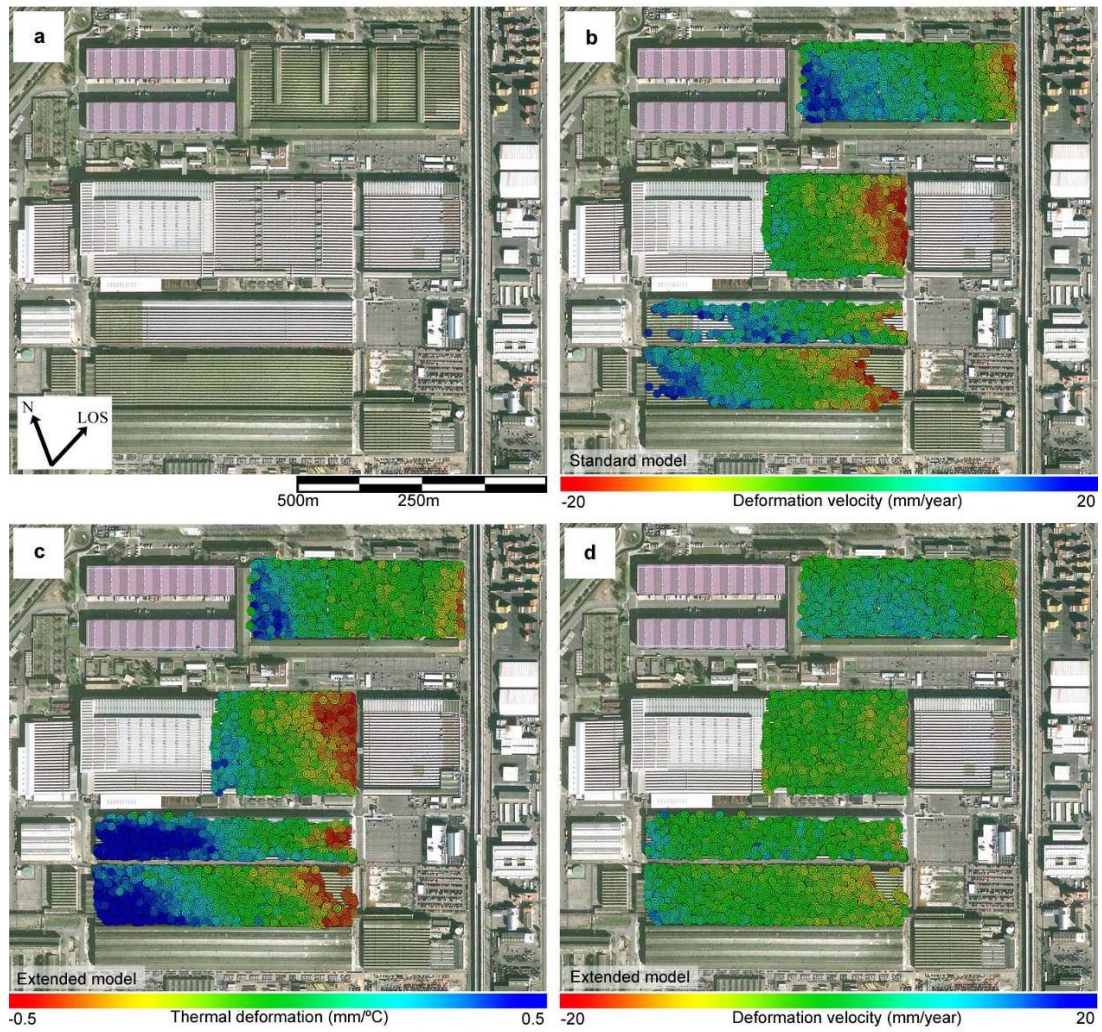 a
N
LOS
500m 250m
b
Standard model
-20 Deformation velocity (mm/year) 20
c
Extended model
-0.5 Thermal deformation (mm/ºC) 0.5
d
Extended model
-20 Deformation velocity (mm/year) 20